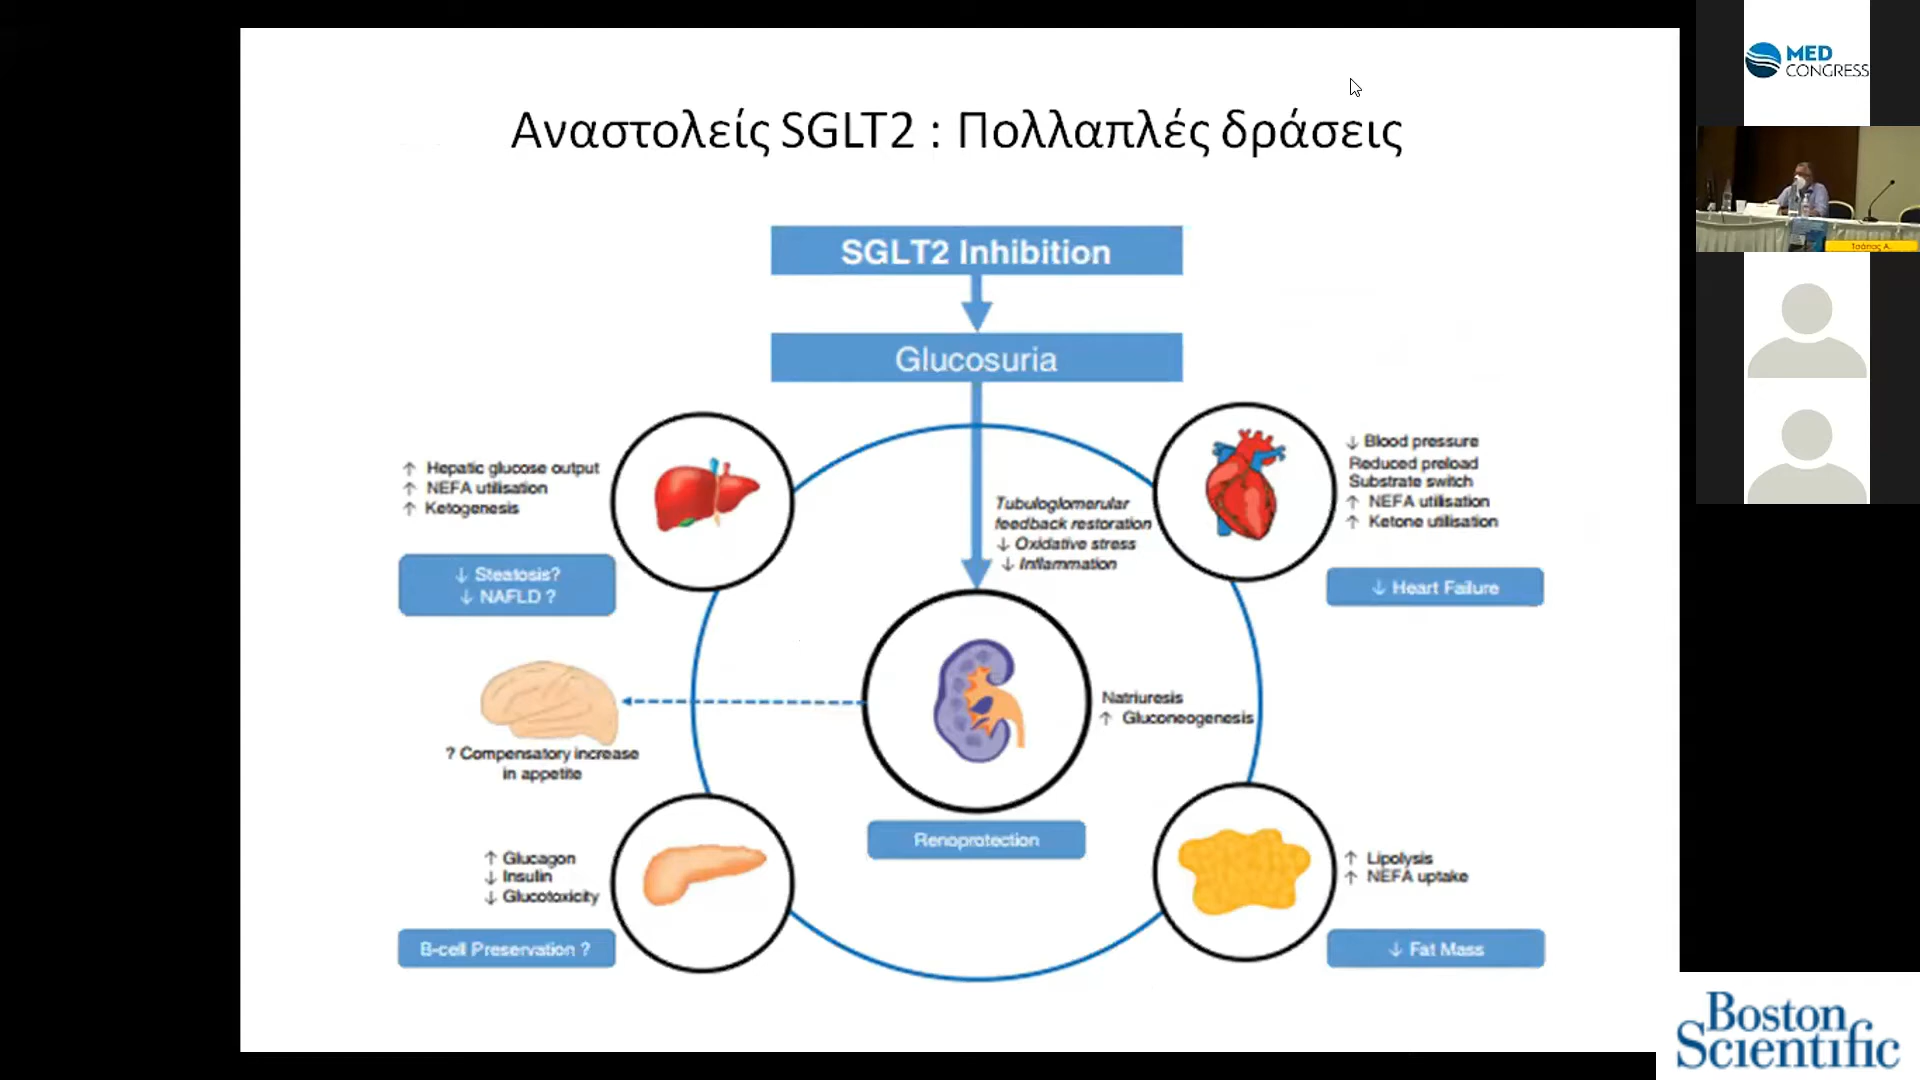 Αναστολείς SGLT2 : Πολλαπλές δράσεις
SGLT2 Inhibition
Glucosuria
↑ Hepatic glucose output
↑ NEFA utilisation
↑ Ketogenesis
↓ Steatosis?
↓ NAFLD ?
Tubuloglomerular
feedback restoration
↓ Oxidative stress
↓ Inflammation
↓ Blood pressure
Reduced preload
Substrate switch
↑ NEFA utilisation
↑ Ketone utilisation
↓ Heart Failure
? Compensatory increase
in appetite
Natriuresis
↑ Gluconeogenesis
Renoprotection
↑ Glucagon
↓ Insulin
↓ Glucotoxicity
B-cell Preservation ?
↑ Lipolysis
↑ NEFA uptake
↓ Fat Mass
MED
CONGRESS
Τσάπας Α.
Boston
Scientific